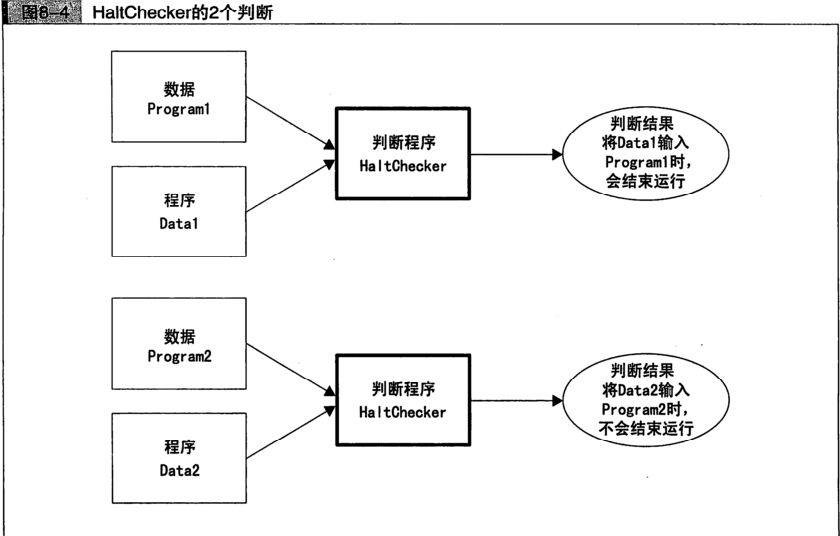 图8-4 HaltChecker的2个判断
数据
Program1
程序
Data1
判断程序
HaltChecker
判断结果
将Data1输入
Program1时，
会结束运行
数据
Program2
程序
Data2
判断程序
HaltChecker
判断结果
将Data2输入
Program2时，
不会结束运行